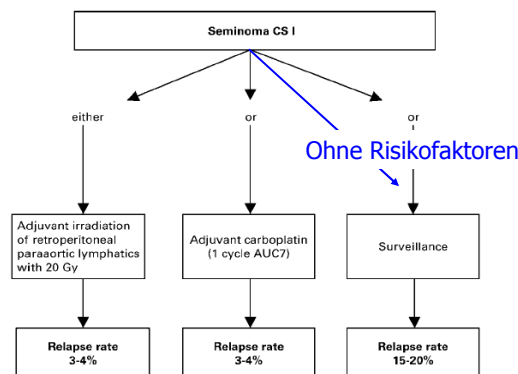 Seminoma CS I
either
or
or
Ohne Risikofaktoren
Adjuvant irradiation
of retroperitoneal
paraaortic lymphatics
with 20 Gy
Adjuvant carboplatin
(1 cycle AUC7)
Surveillance
Relapse rate
3-4%
Relapse rate
3-4%
Relapse rate
15-20%